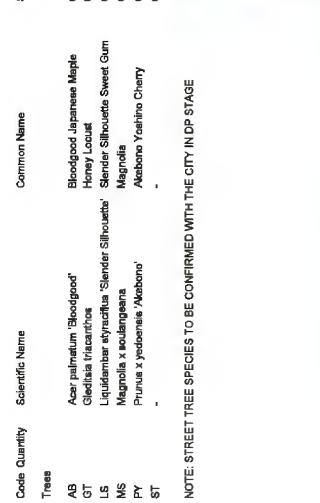 Code Quantity Scientific Name Common Name
Trees
AB Acer palmatum 'Bloodgood' Bloodgood Japanese Maple
GT Gleditsia triacanthos Honey Locust
LS Liquidambar styraciflua 'Slender Silhouette' Slender Silhouette Sweet Gum
MS Magnolia x soulangeana Magnolia
PY Prunus x yedoensis 'Akebono' Akebono Yoshino Cherry
ST - -
NOTE: STREET TREE SPECIES TO BE CONFIRMED WITH THE CITY IN DP STAGE